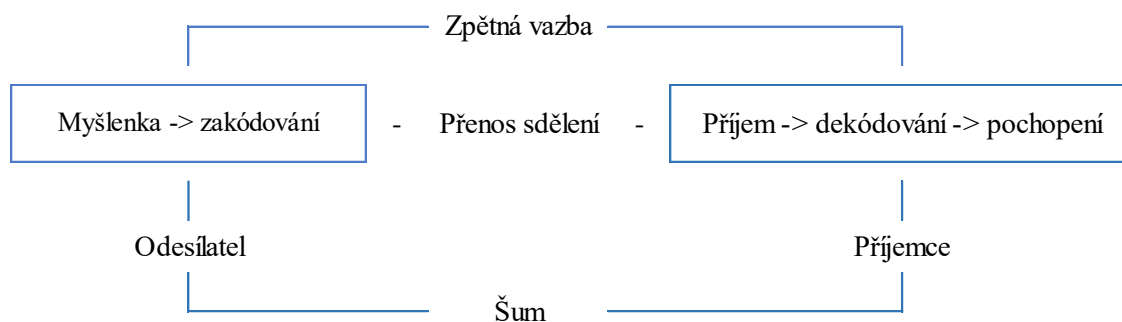 Zpětná vazba
Myšlenka -> zakódování - Přenos sdělení - Příjem -> dekódování -> pochopení
Odesílatel Příjemce
Šum